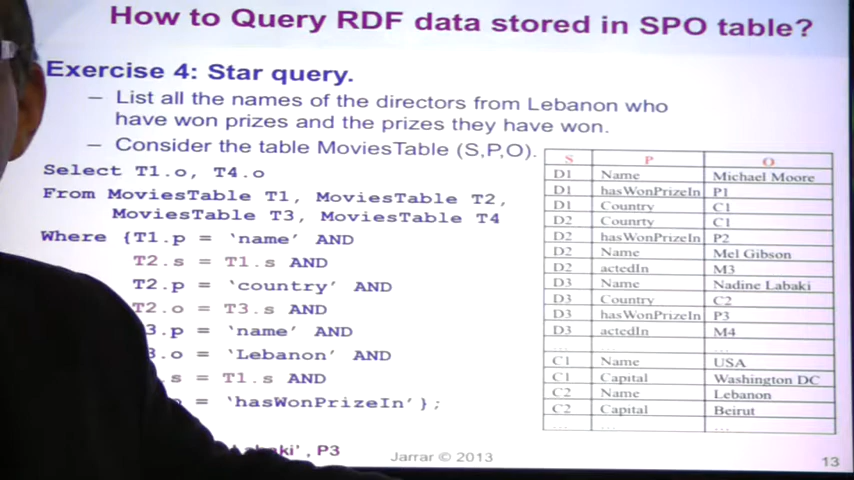 How to Query RDF data stored in SPO table?
Exercise 4: Star query.
– List all the names of the directors from Lebanon who
have won prizes and the prizes they have won.
– Consider the table MoviesTable (S,P,O).
Select T1.o, T4.o
From MoviesTable T1, MoviesTable T2,
MoviesTable T3, MoviesTable T4
Where {T1.p = ‘name’ AND
T2.s = T1.s AND
T2.p = ‘country’ AND
T2.o = T3.s AND
3.p = ‘name’ AND
3.o = ‘Lebanon’ AND
.s = T1.s AND
= ‘hasWonPrizeIn’};
ki’, P3
S P O
D1 Name Michael Moore
D1 hasWonPrizeIn P1
D1 Country C1
D2 Counrty C1
D2 hasWonPrizeIn P2
D2 Name Mel Gibson
D2 actedIn M3
D3 Name Nadine Labaki
D3 Country C2
D3 hasWonPrizeIn P3
D3 actedIn M4
... ... ...
C1 Name USA
C1 Capital Washington DC
C2 Name Lebanon
C2 Capital Beirut
... ... ...
Jarrar © 2013
13